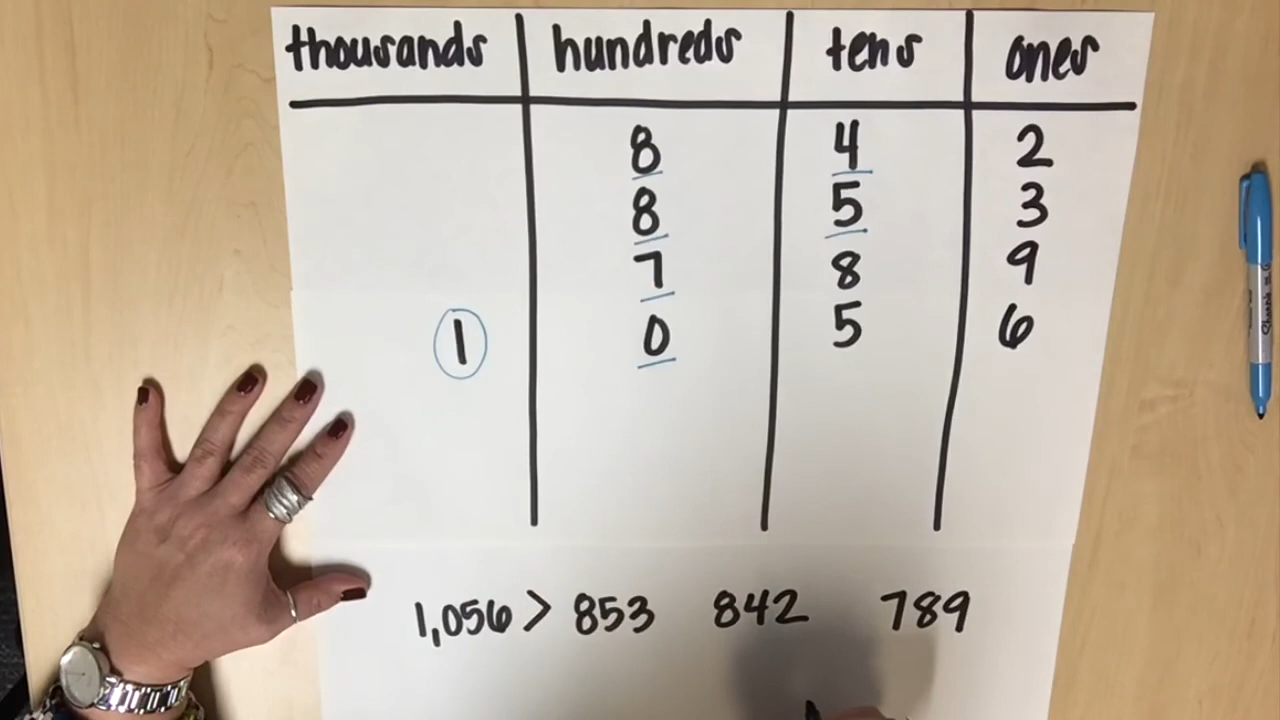 thousands hundreds tens ones
8 4 2
8 5 3
7 8 9
1 0 5 6
1,056 > 853 842 789
Sharpie